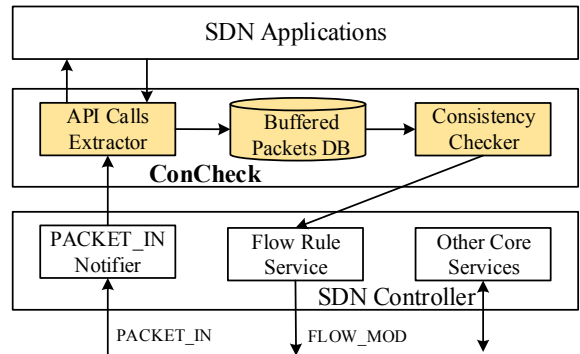 SDN Applications
API Calls
Extractor
Buffered
Packets DB
Consistency
Checker
ConCheck
PACKET_IN
Notifier
Flow Rule
Service
Other Core
Services
SDN Controller
PACKET_IN
FLOW_MOD